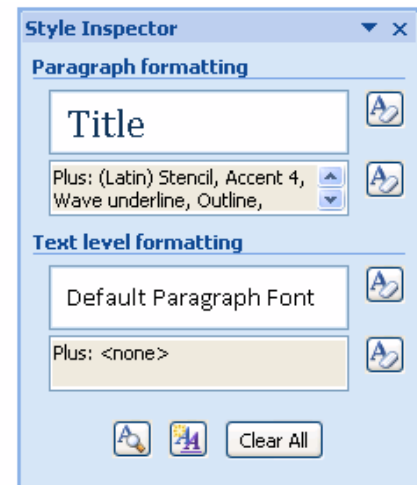 Style Inspector
Paragraph formatting
Title
Plus: (Latin) Stencil, Accent 4,
Wave underline, Outline,
Text level formatting
Default Paragraph Font
Plus: <none>
Clear All